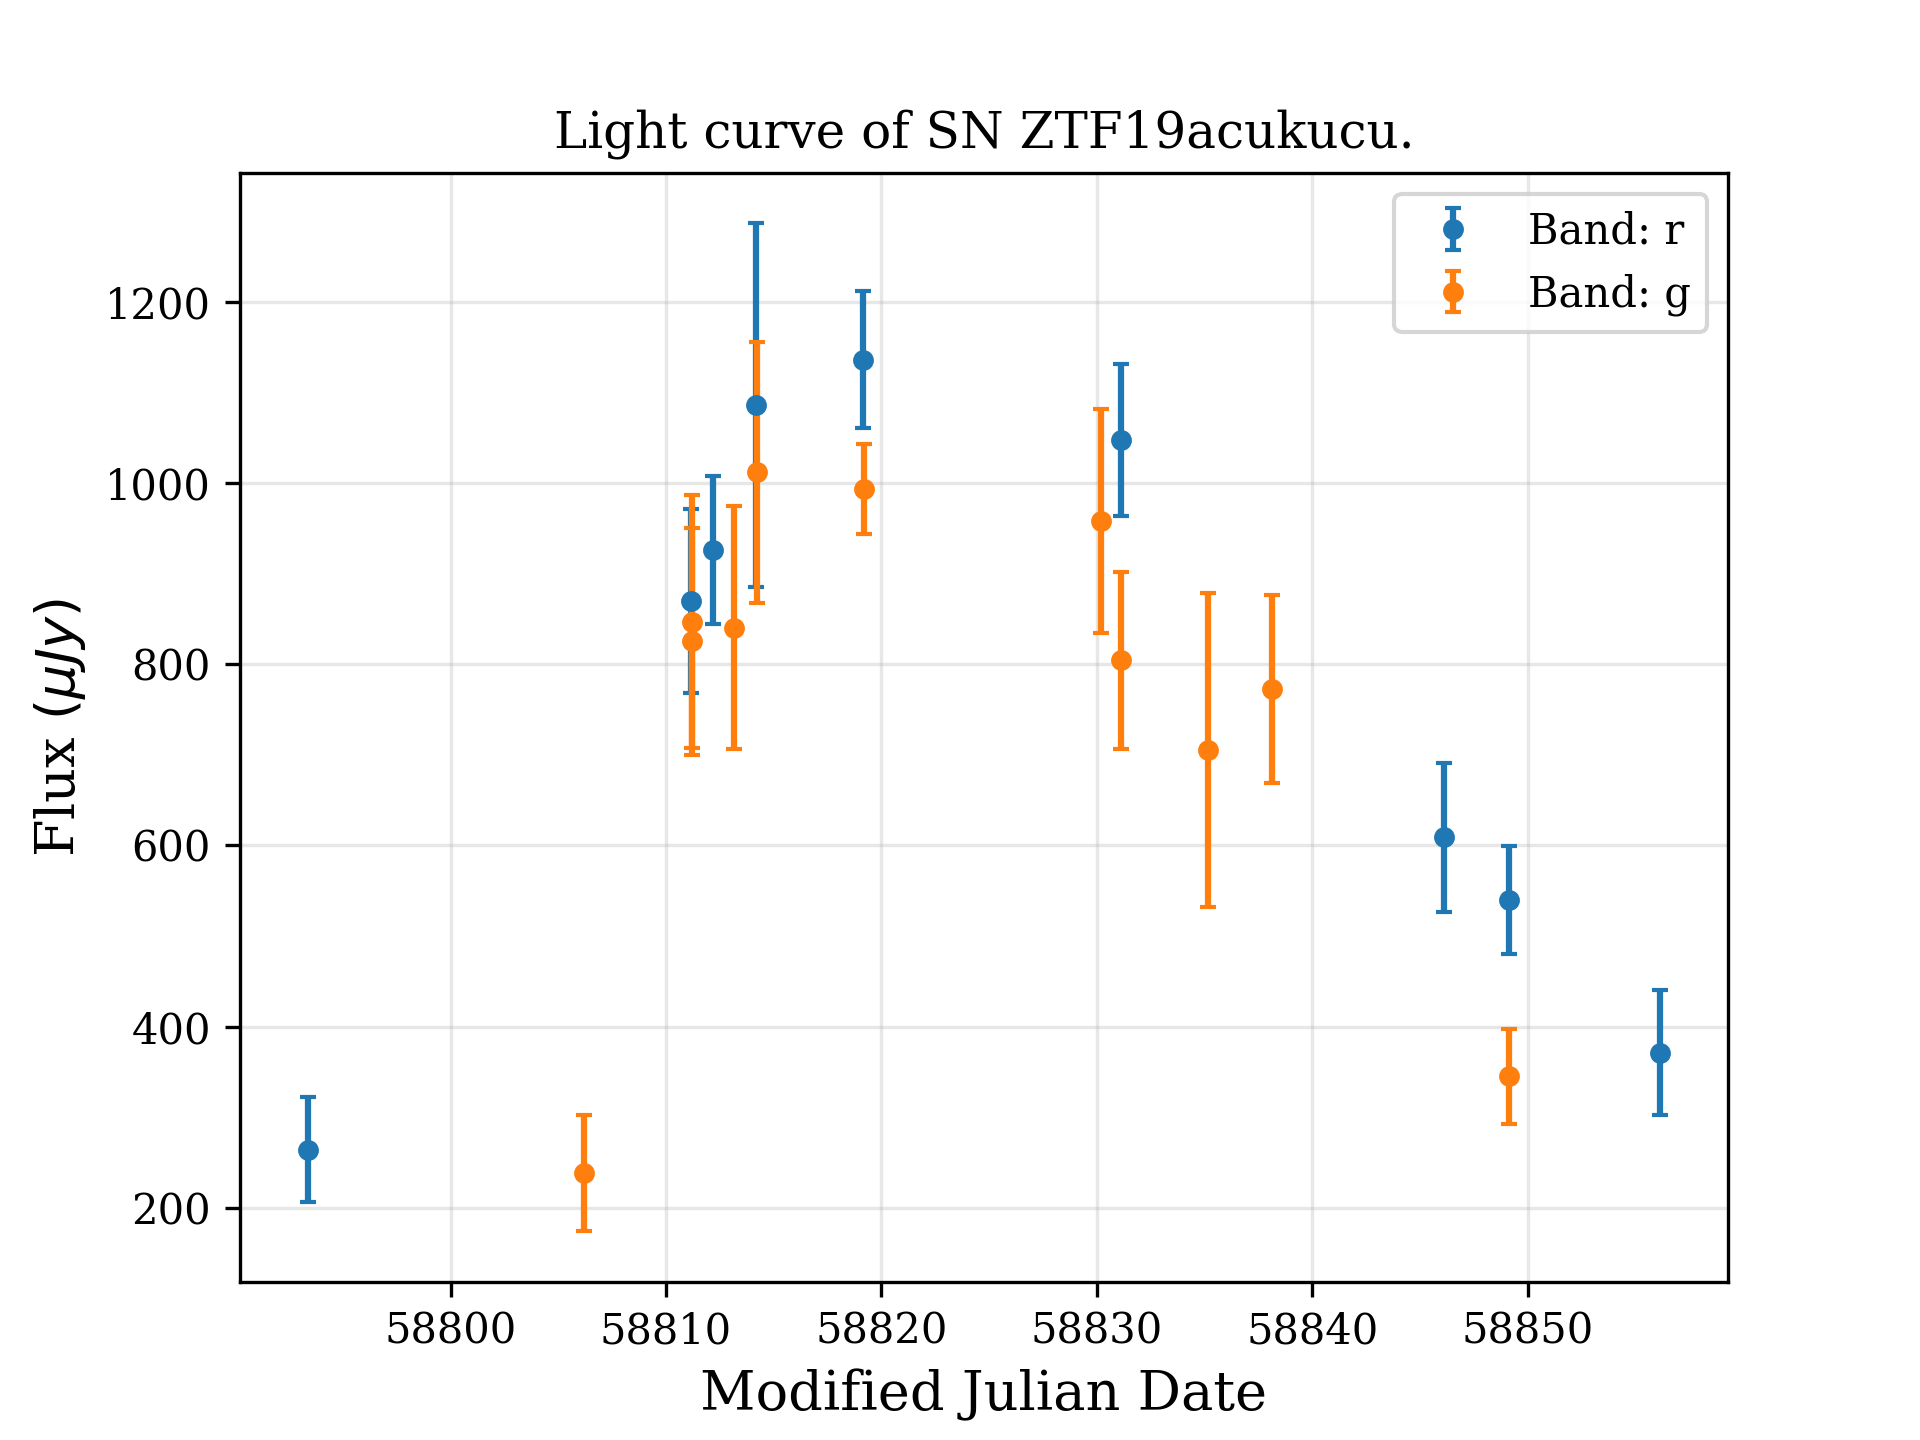 Light curve of SN ZTF19acukucu.
Band: r
Band: g
1200
1000
800
600
400
200
Flux (μJy)
58800 58810 58820 58830 58840 58850
Modified Julian Date